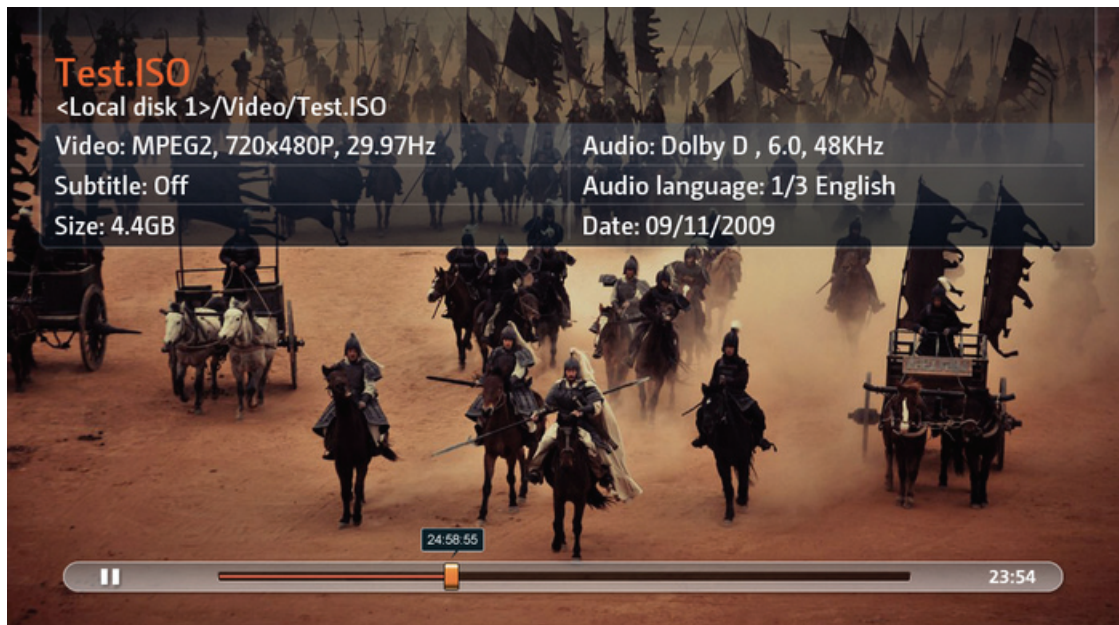 Test.ISO
<Local disk 1>/Video/Test.ISO
Video: MPEG2, 720x480P, 29.97Hz
Audio: Dolby D , 6.0, 48KHz
Subtitle: Off
Audio language: 1/3 English
Size: 4.4GB
Date: 09/11/2009
24:58:55
23:54